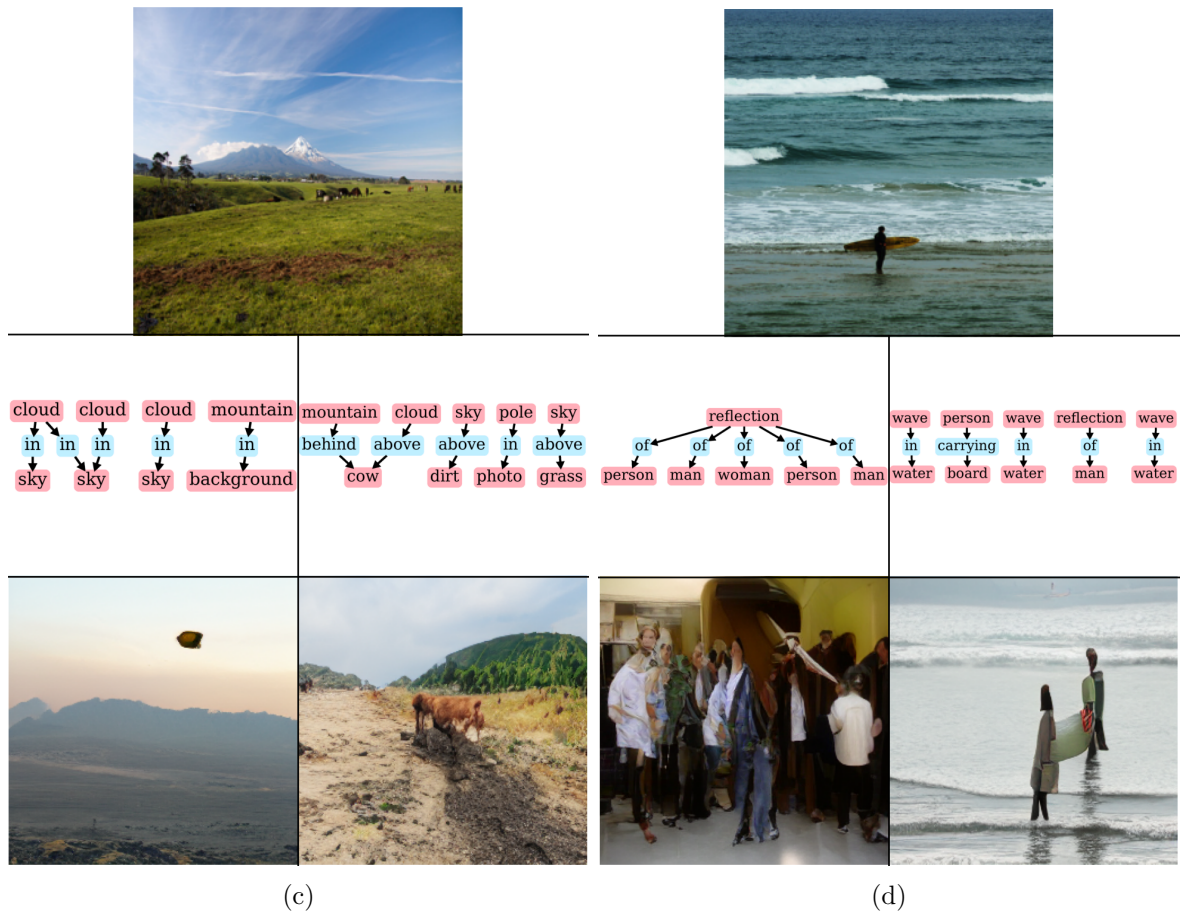 cloud cloud cloud mountain
in in in in in
sky sky sky background
mountain cloud sky pole sky
behind above above in above
cow dirt photo grass
reflection
of of of of of
person man woman person man
wave person wave reflection wave
in carrying in of in
water board water man water
(c)
(d)